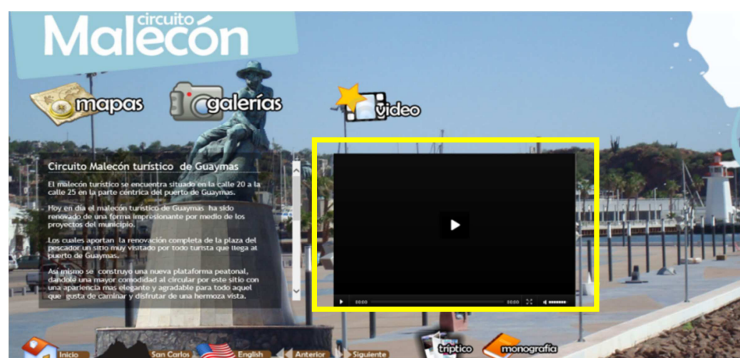 circuito
Malecón
mapas
galerías
video
Circuito Malecón turístico de Guaymas
El malecón turístico se encuentra situado en la calle 20 a la
calle 25 en la parte céntrica del puerto de Guaymas.
Hoy en día el malecón turístico de Guaymas ha sido
renovado de una forma impresionante por medio de los
proyectos del municipio.
Los cuales aportan la renovación completa de la plaza del
pescador un sitio muy visitado por todo turista que llega al
puerto de Guaymas.
Asi mismo se construyo una nueva plataforma peatonal,
dandole una mayor comodidad al circular por este sitio con
una apariencia mas elegante y agradable para todo aquel
que gusta de caminar y disfrutar de una hermoza vista.
00:00 00:00
tríptico
monografía
Inicio
San Carlos
English
Anterior
Siguiente